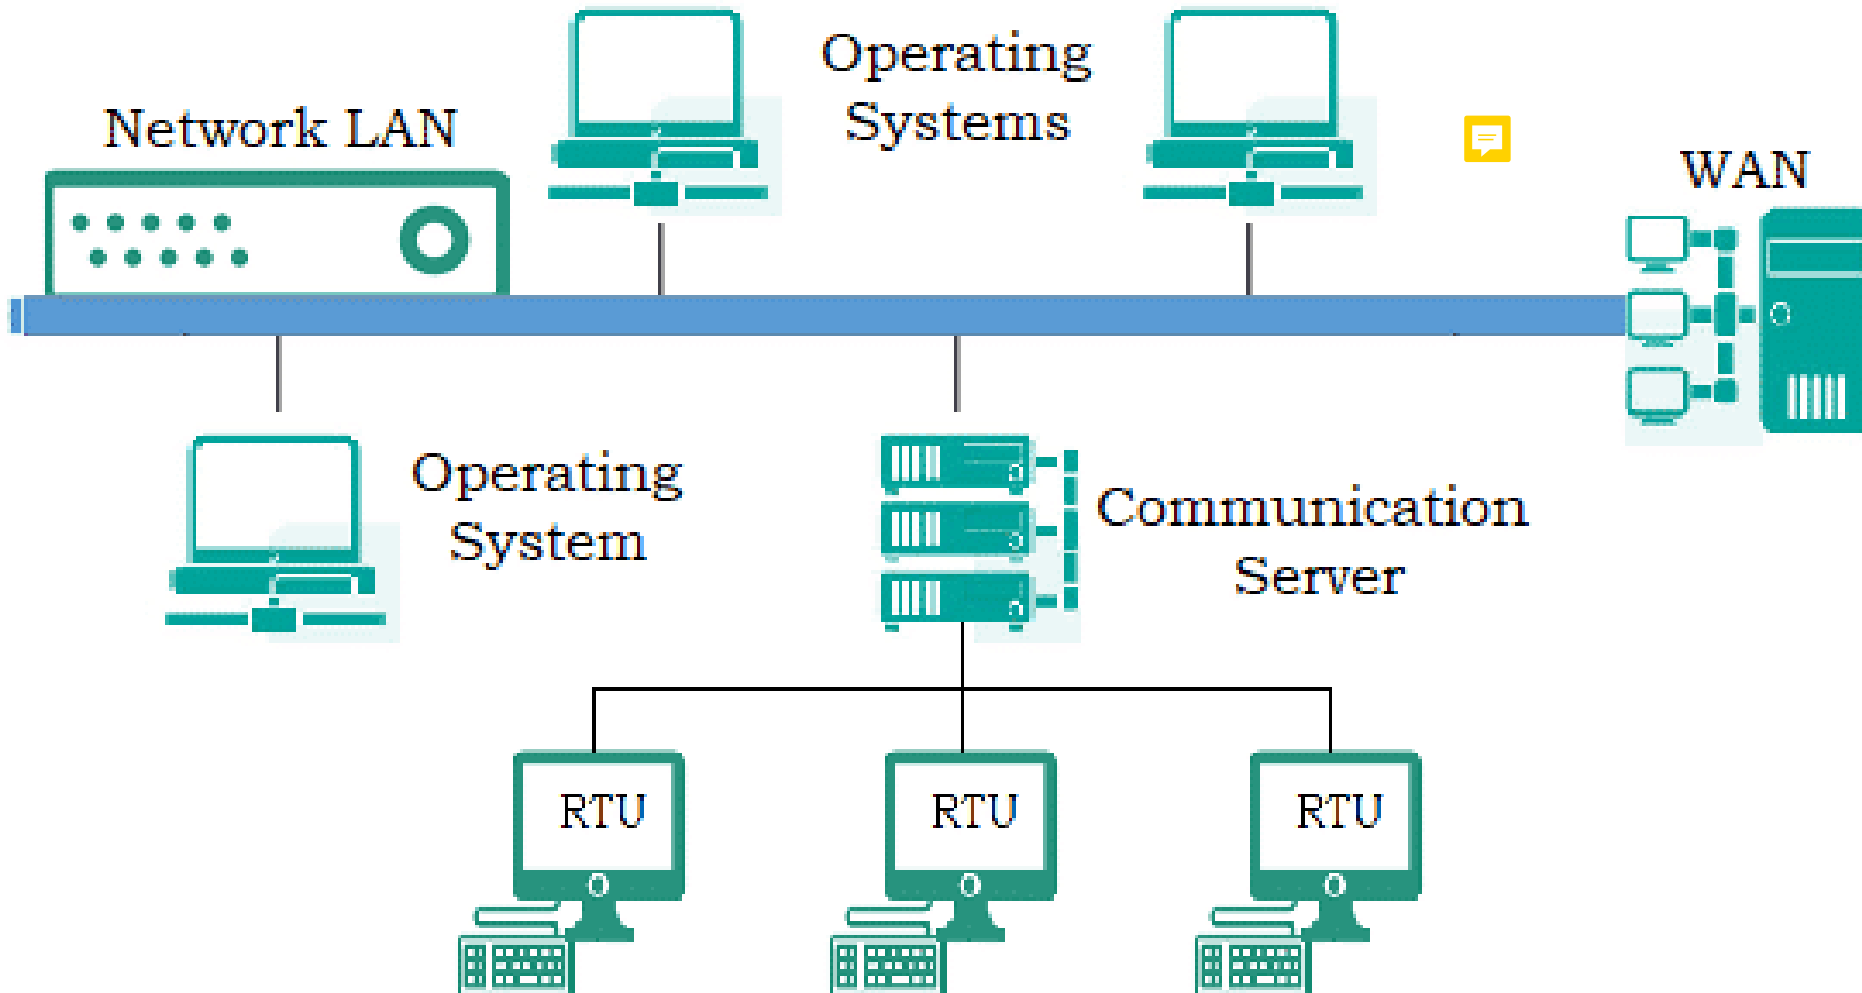 Operating
Systems
Network LAN
WAN
Operating
System
Communication
Server
RTU
RTU
RTU